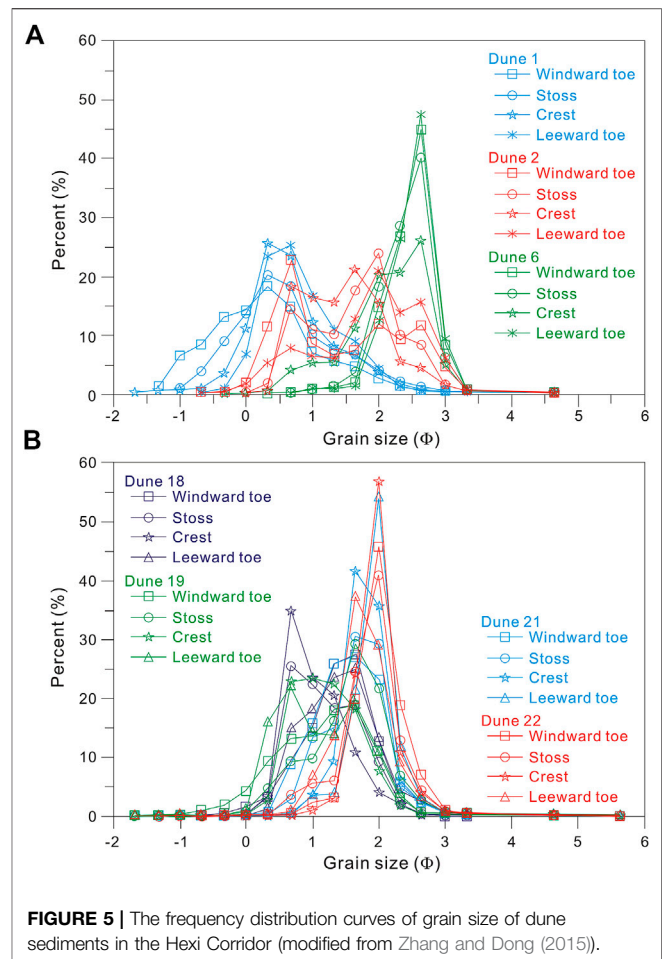 A
60
50
40
30
20
10
0
Percent (%)
-2 -1 0 1 2 3 4 5 6
Grain size (Φ)
Dune 1
Windward toe
Stoss
Crest
Leeward toe
Dune 2
Windward toe
Stoss
Crest
Leeward toe
Dune 6
Windward toe
Stoss
Crest
Leeward toe
B
60
50
40
30
20
10
0
Percent (%)
-2 -1 0 1 2 3 4 5 6
Grain size (Φ)
Dune 18
Windward toe
Stoss
Crest
Leeward toe
Dune 19
Windward toe
Stoss
Crest
Leeward toe
Dune 21
Windward toe
Stoss
Crest
Leeward toe
Dune 22
Windward toe
Stoss
Crest
Leeward toe
FIGURE 5 | The frequency distribution curves of grain size of dune
sediments in the Hexi Corridor (modified from Zhang and Dong (2015)).